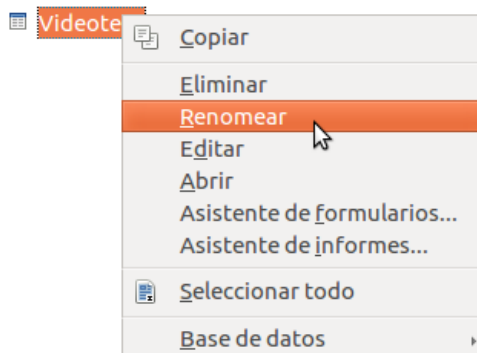 Videote
Copiar
Eliminar
Renomear
Editar
Abrir
Asistente de formularios...
Asistente de informes...
Seleccionar todo
Base de datos